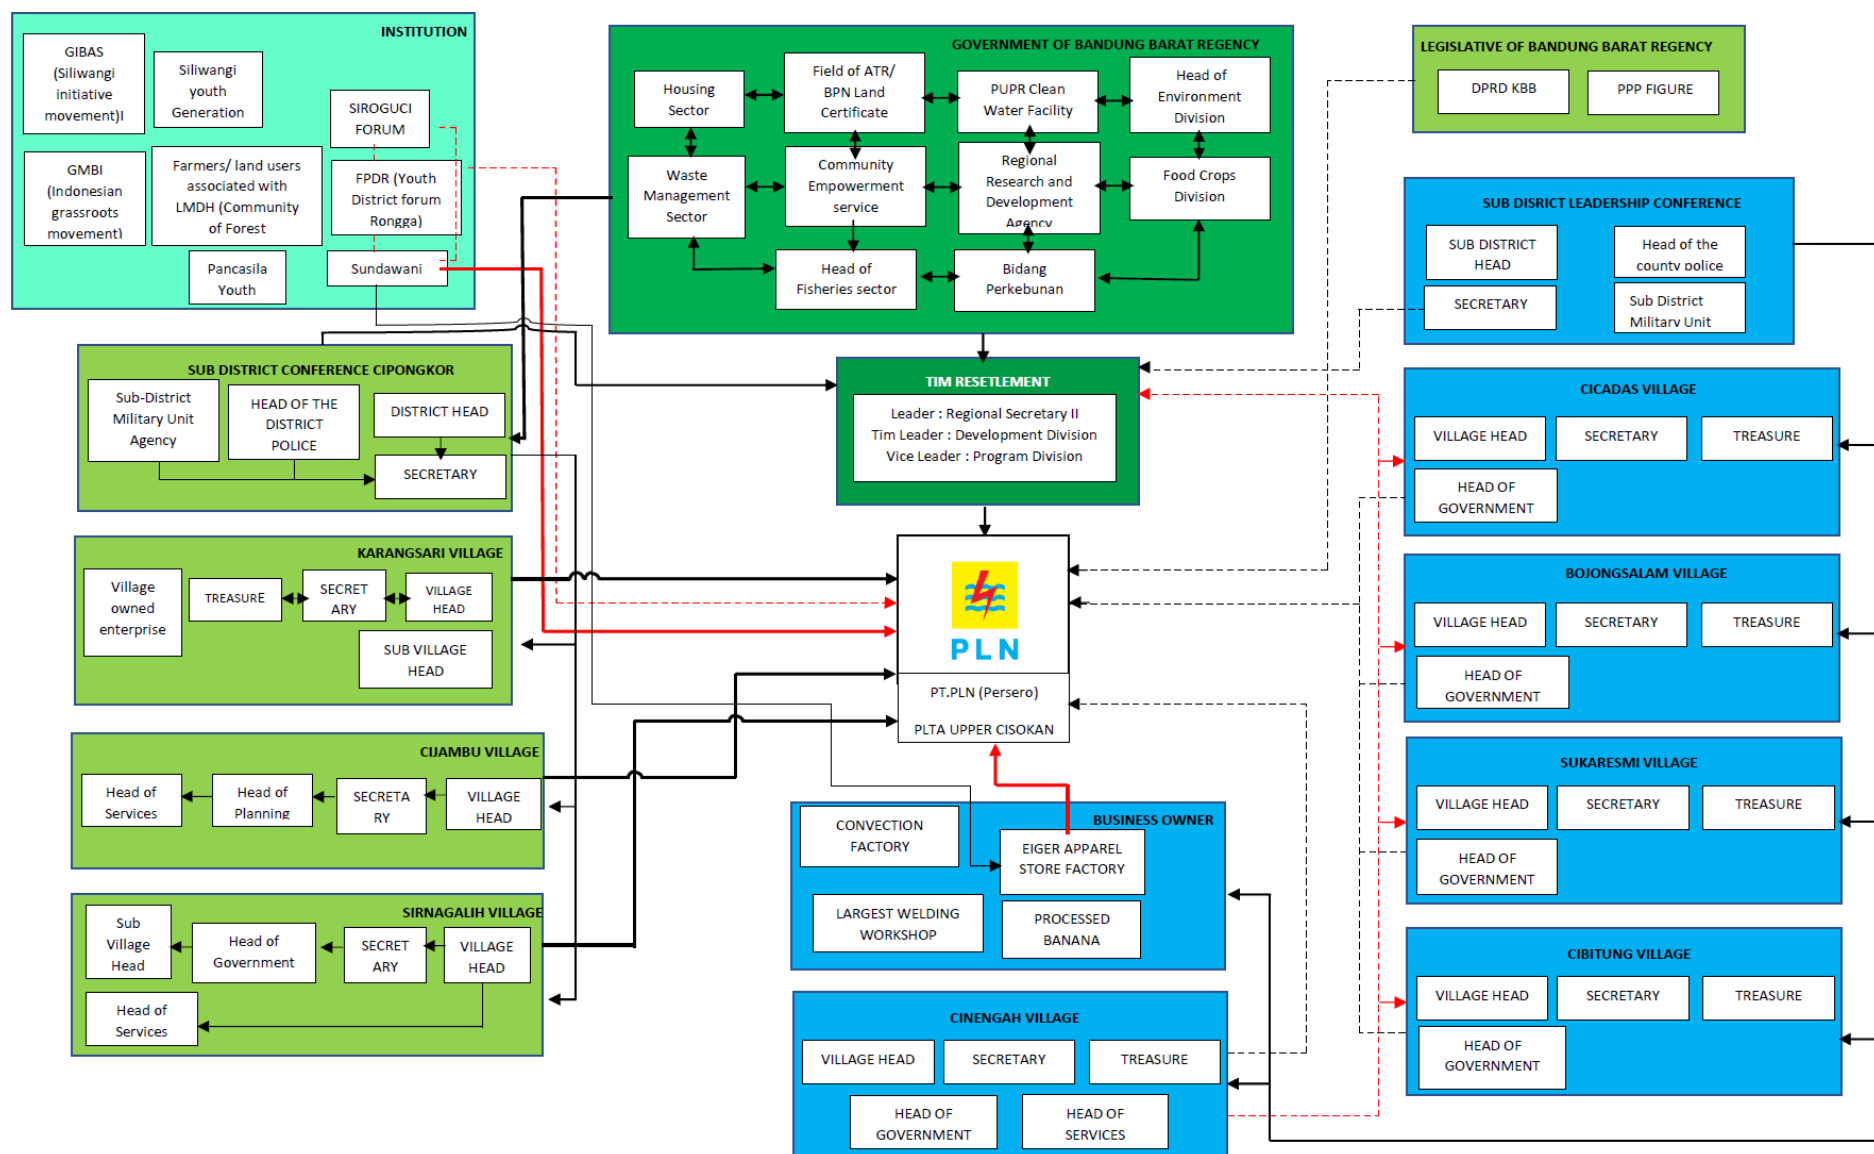 INSTITUTION
GIBAS
(Siliwangi
initiative
movement)I
Siliwangi
youth
Generation
SIROGUCI
FORUM
GMBI
(Indonesian
grassroots
movement)
Farmers/ land users
associated with
LMDH (Community
of Forest
FPDR (Youth
District forum
Rongga)
Pancasila
Youth
Sundawani
GOVERNMENT OF BANDUNG BARAT REGENCY
Housing
Sector
Field of ATR/
BPN Land
Certificate
PUPR Clean
Water Facility
Head of
Environment
Division
Waste
Management
Sector
Community
Empowerment
service
Regional
Research and
Development
Agency
Food Crops
Division
Head of
Fisheries sector
Bidang
Perkebunan
LEGISLATIVE OF BANDUNG BARAT REGENCY
DPRD KBB
PPP FIGURE
SUB DISRICT LEADERSHIP CONFERENCE
SUB DISTRICT
HEAD
Head of the
county police
SECRETARY
Sub District
Military Unit
SUB DISTRICT CONFERENCE CIPONGKOR
Sub-District
Military Unit
Agency
HEAD OF THE
DISTRICT
POLICE
DISTRICT HEAD
SECRETARY
TIM RESETLEMENT
Leader : Regional Secretary II
Tim Leader : Development Division
Vice Leader : Program Division
CICADAS VILLAGE
VILLAGE HEAD
SECRETARY
TREASURE
HEAD OF
GOVERNMENT
KARANGSARI VILLAGE
Village
owned
enterprise
TREASURE
SECRET
ARY
VILLAGE
HEAD
SUB VILLAGE
HEAD
PLN
PT.PLN (Persero)
PLTA UPPER CISOKAN
BOJONGSALAM VILLAGE
VILLAGE HEAD
SECRETARY
TREASURE
HEAD OF
GOVERNMENT
CIJAMBU VILLAGE
Head of
Services
Head of
Planning
SECRETA
RY
VILLAGE
HEAD
BUSINESS OWNER
CONVECTION
FACTORY
EIGER APPAREL
STORE FACTORY
LARGEST WELDING
WORKSHOP
PROCESSED
BANANA
SUKARESMI VILLAGE
VILLAGE HEAD
SECRETARY
TREASURE
HEAD OF
GOVERNMENT
SIRNAGALIH VILLAGE
Sub
Village
Head
Head of
Government
SECRET
ARY
VILLAGE
HEAD
Head of
Services
CINENGAH VILLAGE
VILLAGE HEAD
SECRETARY
TREASURE
HEAD OF
GOVERNMENT
HEAD OF
SERVICES
CIBITUNG VILLAGE
VILLAGE HEAD
SECRETARY
TREASURE
HEAD OF
GOVERNMENT